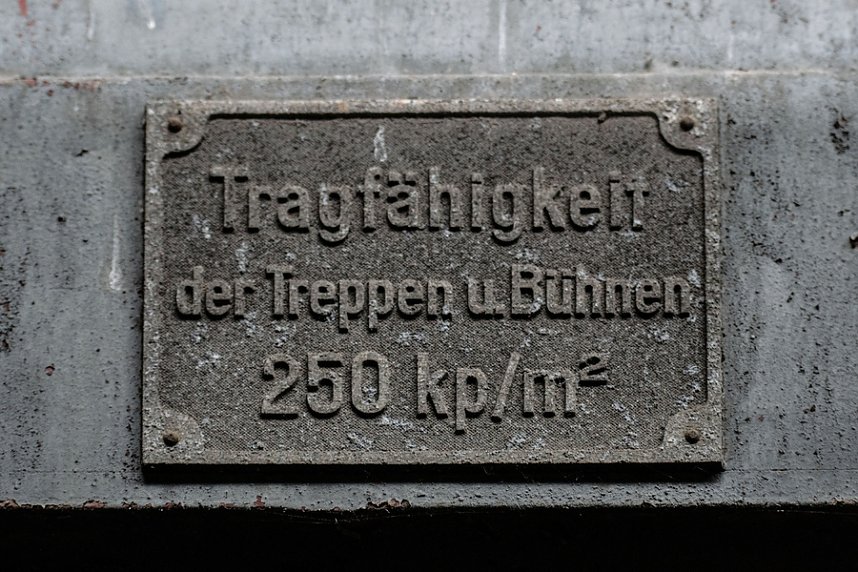 Tragfähigkeit
der Treppen u. Bühnen
250 kp/m²